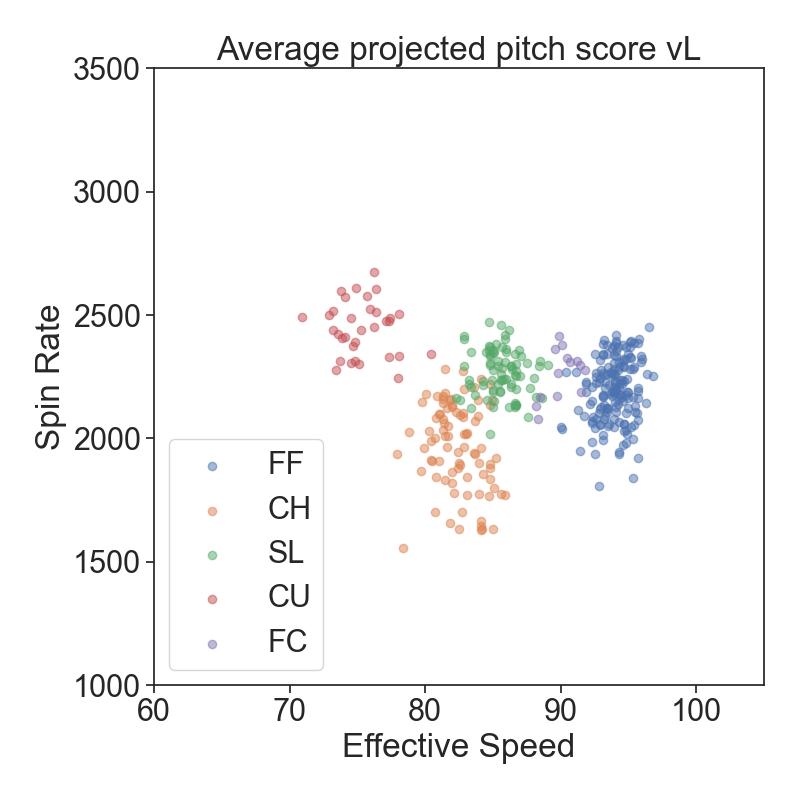 Average projected pitch score vL
3500
3000
2500
2000
1500
1000
Spin Rate
FF
CH
SL
CU
FC
60 70 80 90 100
Effective Speed